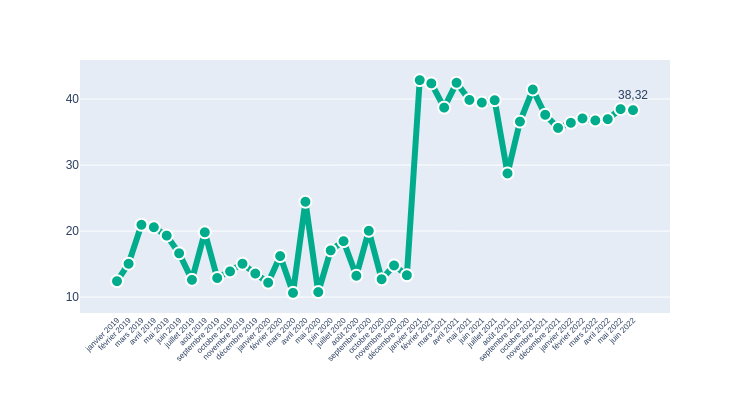 40
30
20
10
38,32
janvier 2019
février 2019
mars 2019
avril 2019
mai 2019
juin 2019
juillet 2019
août 2019
septembre 2019
octobre 2019
novembre 2019
décembre 2019
janvier 2020
février 2020
mars 2020
avril 2020
mai 2020
juin 2020
juillet 2020
août 2020
septembre 2020
octobre 2020
novembre 2020
décembre 2020
janvier 2021
février 2021
mars 2021
avril 2021
mai 2021
juin 2021
juillet 2021
août 2021
septembre 2021
octobre 2021
novembre 2021
décembre 2021
janvier 2022
février 2022
mars 2022
avril 2022
mai 2022
juin 2022